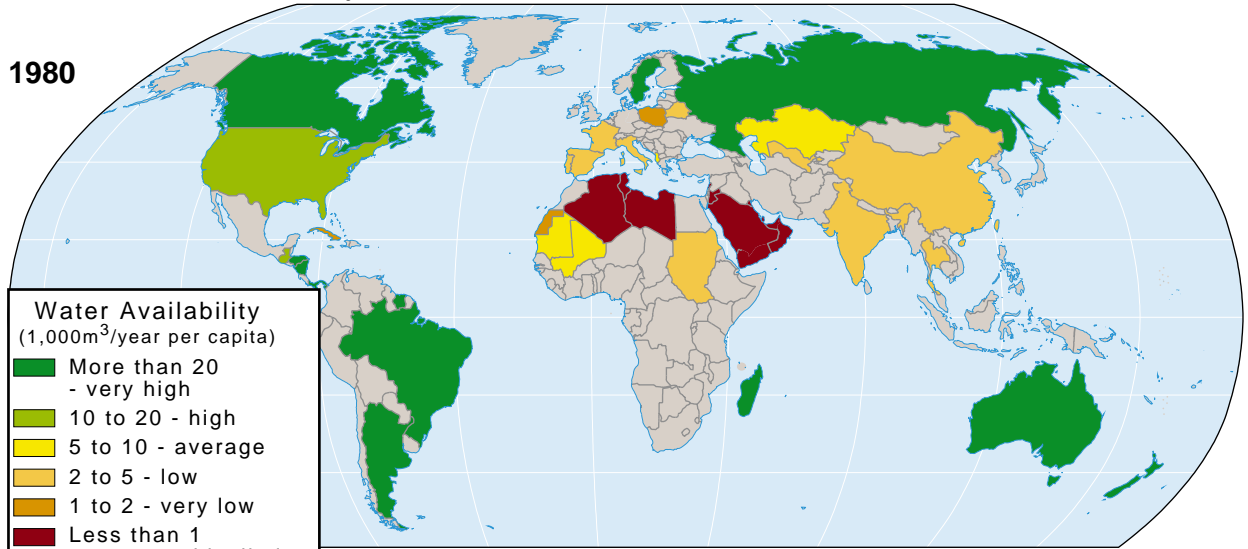 1980
Water Availability
(1,000m³/year per capita)
More than 20
- very high
10 to 20 - high
5 to 10 - average
2 to 5 - low
1 to 2 - very low
Less than 1